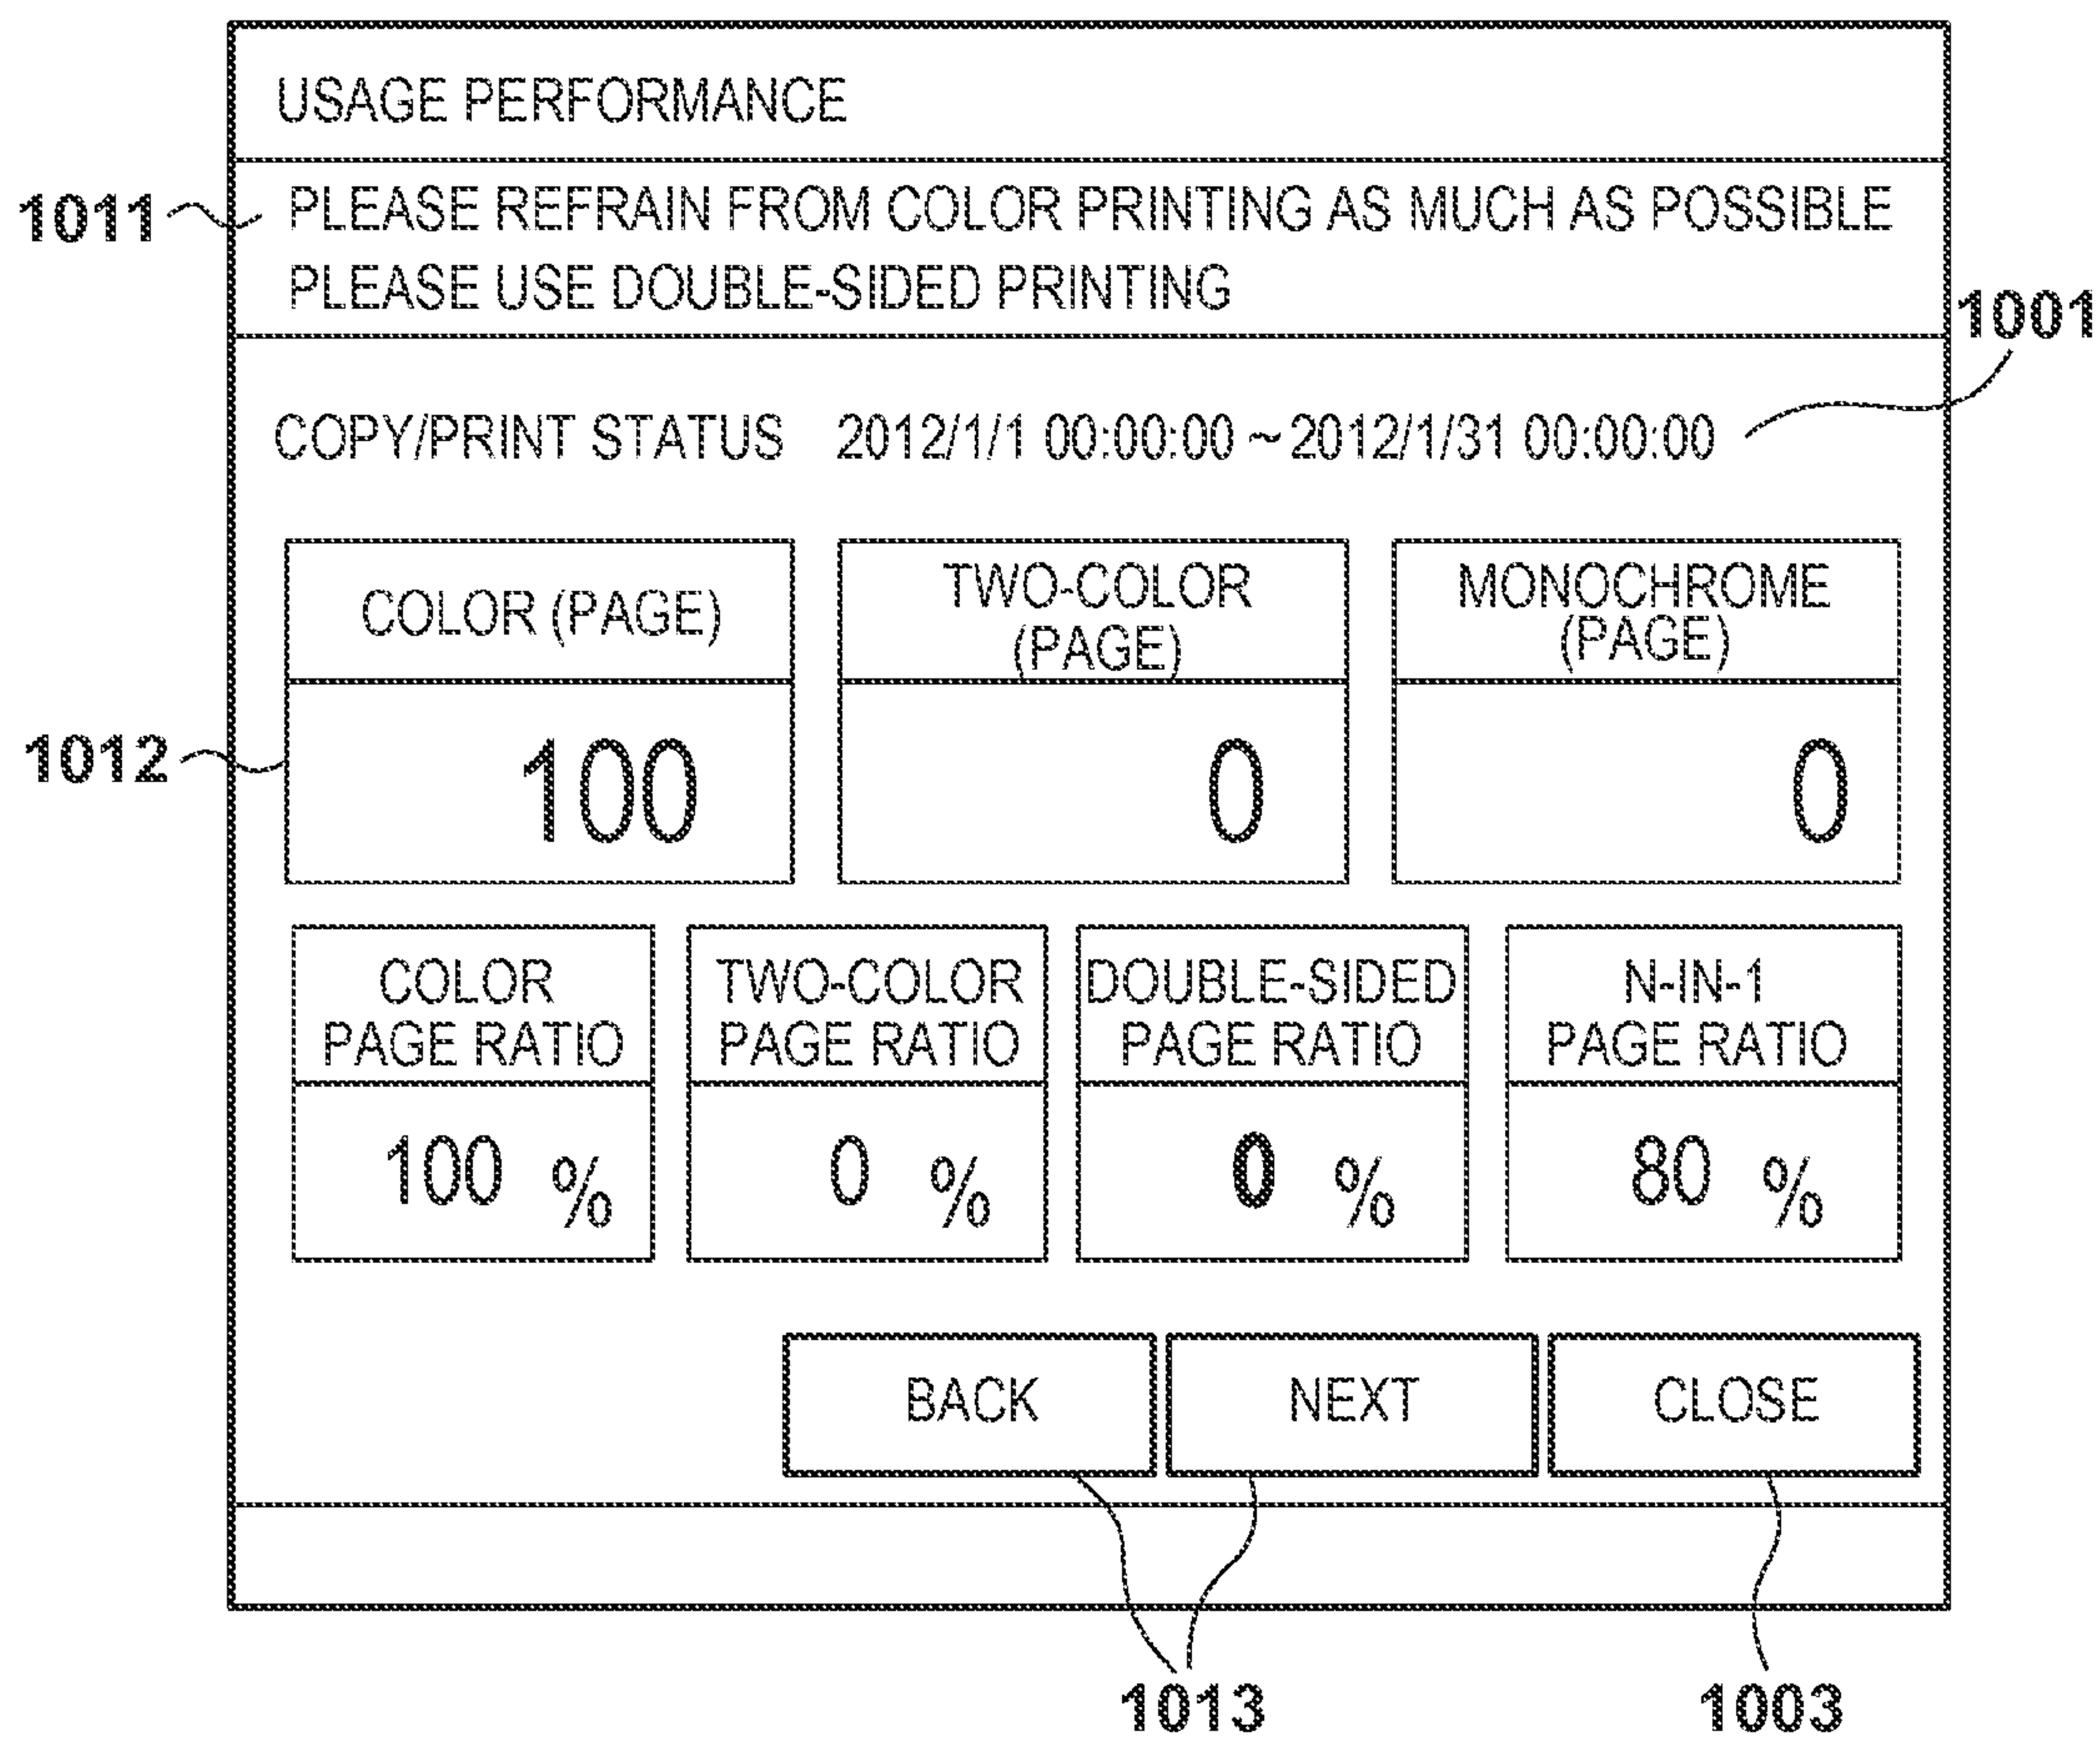 USAGE PERFORMANCE
1011
PLEASE REFRAIN FROM COLOR PRINTING AS MUCH AS POSSIBLE
PLEASE USE DOUBLE-SIDED PRINTING
1001
COPY/PRINT STATUS 2012/1/1 00:00:00 ~ 2012/1/31 00:00:00
COLOR (PAGE)
TWO-COLOR
(PAGE)
MONOCHROME
(PAGE)
1012
100
0
0
COLOR
PAGE RATIO
TWO-COLOR
PAGE RATIO
DOUBLE-SIDED
PAGE RATIO
N-IN-1
PAGE RATIO
100 %
0 %
0 %
80 %
BACK
NEXT
CLOSE
1013
1003